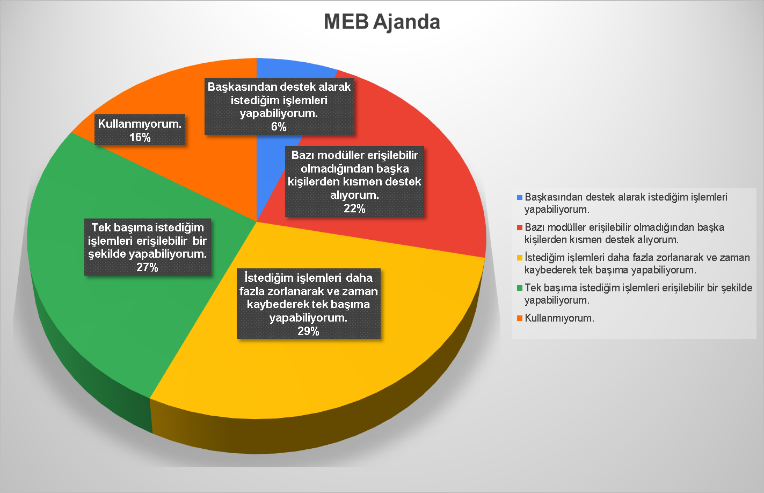 MEB Ajanda
Başkasından destek alarak
istediğim işlemleri
yapabiliyorum.
6%
Kullanmıyorum.
16%
Bazı modüller erişilebilir
olmadığından başka
kişilerden kısmen destek
alıyorum.
22%
Tek başıma istediğim
işlemleri erişilebilir bir
şekilde yapabiliyorum.
27%
İstediğim işlemleri daha
fazla zorlanarak ve zaman
kaybederek tek başıma
yapabiliyorum.
29%
Başkasından destek alarak istediğim işlemleri
yapabiliyorum.
Bazı modüller erişilebilir olmadığından başka
kişilerden kısmen destek alıyorum.
İstediğim işlemleri daha fazla zorlanarak ve zaman
kaybederek tek başıma yapabiliyorum.
Tek başıma istediğim işlemleri erişilebilir bir şekilde
yapabiliyorum.
Kullanmıyorum.